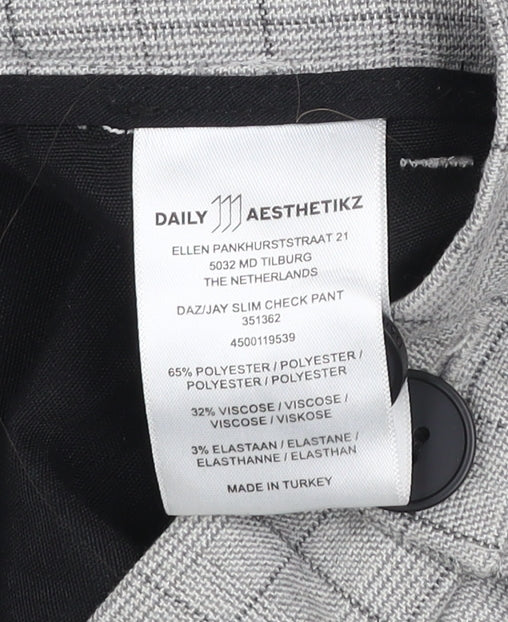 DAILY AESTHETIKZ
ELLEN PANKHURSTSTRAAT 21
5032 MD TILBURG
THE NETHERLANDS
DAZ/JAY SLIM CHECK PANT
351362
4500119539
65% POLYESTER / POLYESTER /
POLYESTER / POLYESTER
32% VISCOSE / VISCOSE /
VISCOSE / VISKOSE
3% ELASTAAN / ELASTANE /
ELASTHANNE / ELASTHAN
MADE IN TURKEY